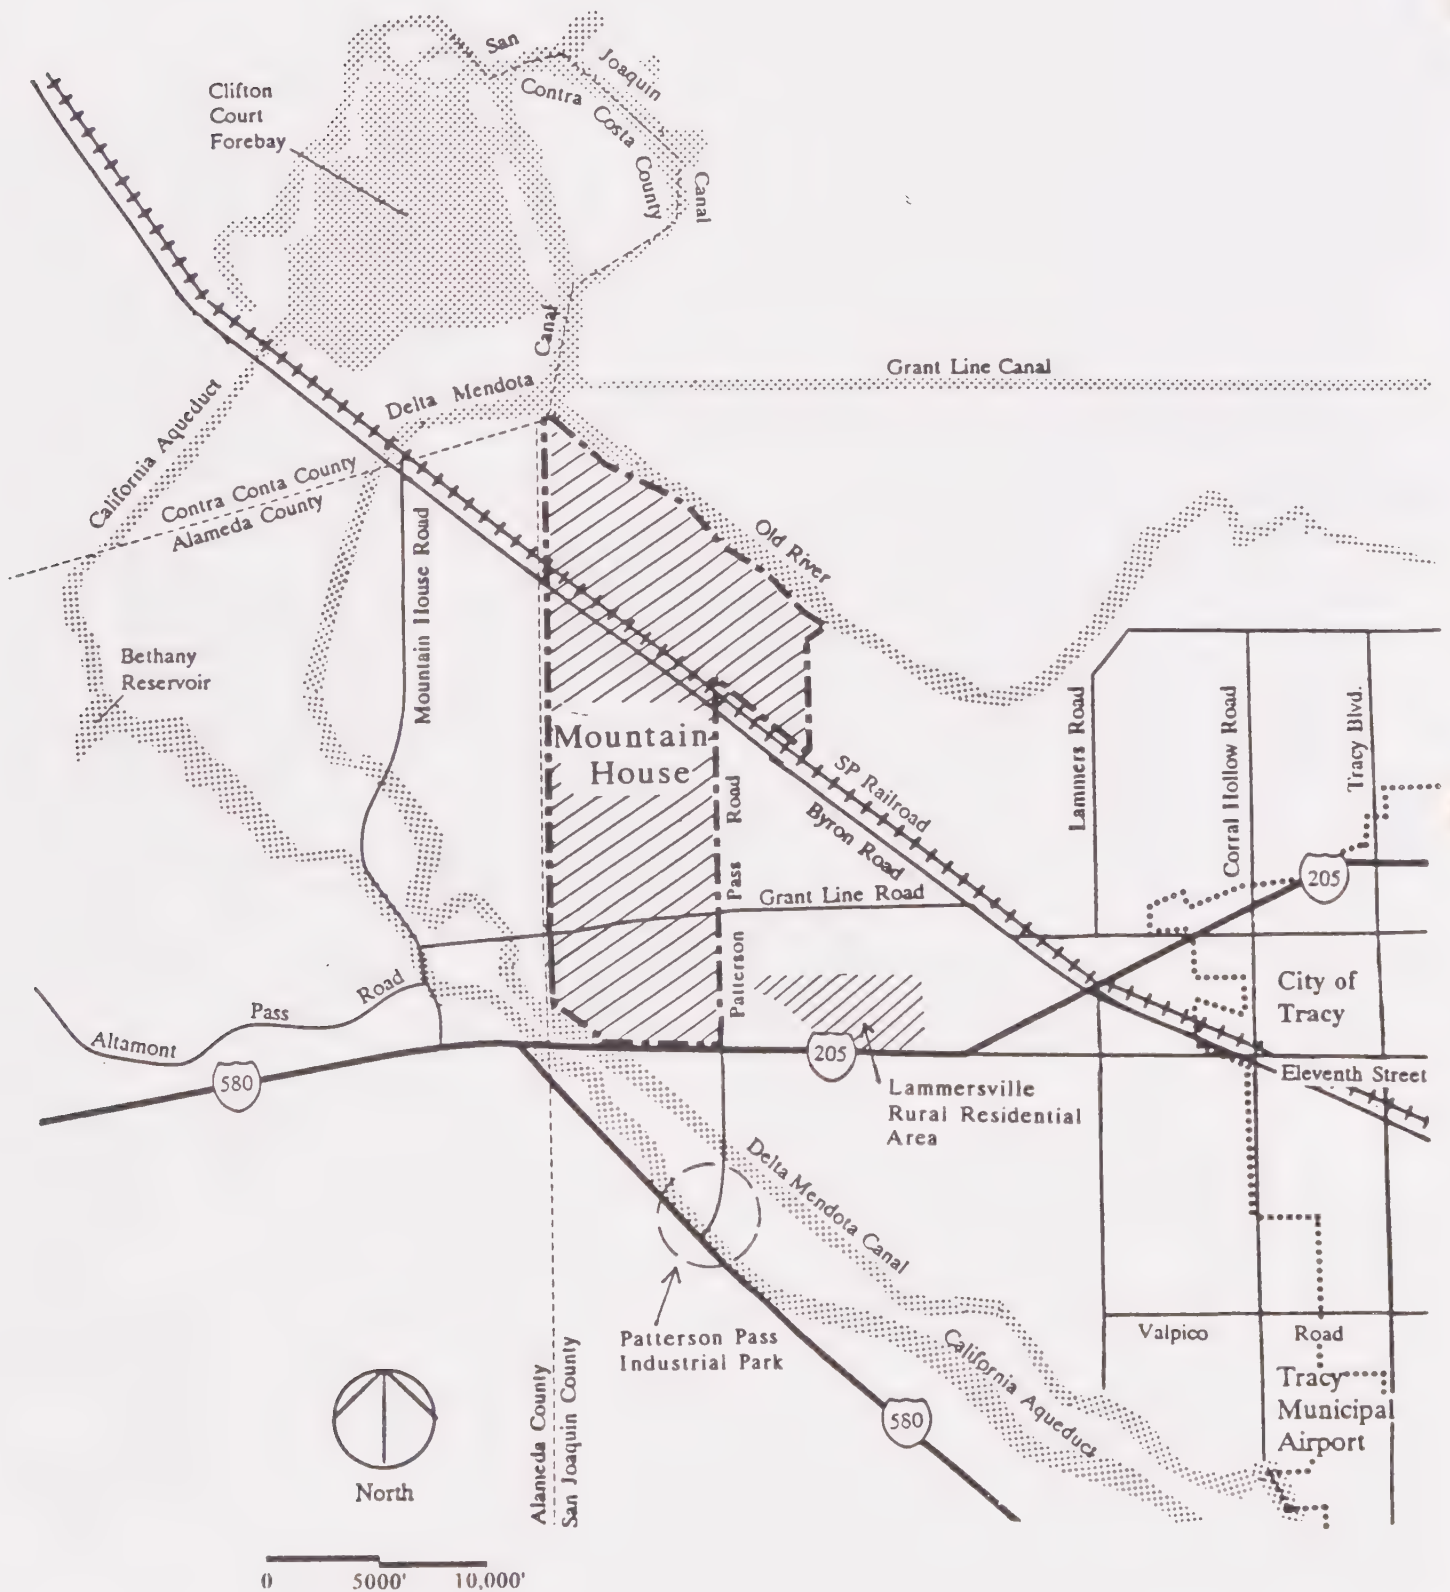 San
Joaquin
Canal
Contra Costa County
Clifton
Court
Forebay
Canal
Delta Mendota
Grant Line Canal
California Aqueduct
Contra Conta County
Alameda County
Mountain House Road
Old River
Bethany
Reservoir
Mountain
House
SP Railroad
Byron Road
Lammers Road
Corral Hollow Road
Tracy Blvd.
205
Grant Line Road
Patterson Pass Road
City of
Tracy
Altamont Pass Road
580
205
Eleventh Street
Lammersville
Rural Residential
Area
Delta Mendota Canal
Patterson Pass
Industrial Park
California Aqueduct
Valpico Road
Tracy
Municipal
Airport
580
Alameda County
San Joaquin County
North
0 5000' 10,000'